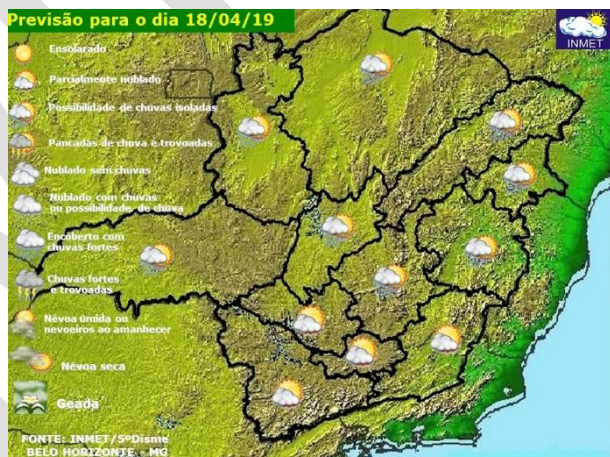 Previsão para o dia 18/04/19
INMET
Ensolarado
Parcialmente nublado
Possibilidade de chuvas isoladas
Pancadas de chuva e trovoadas
Nublado sem chuvas
Nublado com chuvas
ou possibilidade de chuva
Encoberto com
chuvas fortes
Chuvas fortes
e trovoadas
Névoa úmida ou
nevoeiros ao amanhecer
Névoa seca
Geada
FONTE: INMET/5ºDisme
BELO HORIZONTE - MG